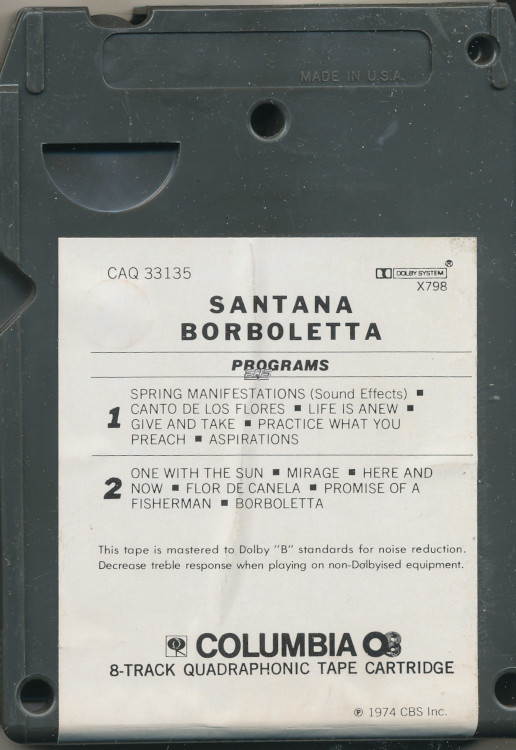 MADE IN U.S.A.
CAQ 33135
DOLBY SYSTEM ®
X798
SANTANA
BORBOLETTA
PROGRAMS
1 SPRING MANIFESTATIONS (Sound Effects) ■
CANTO DE LOS FLORES ■ LIFE IS ANEW ■
GIVE AND TAKE ■ PRACTICE WHAT YOU
PREACH ■ ASPIRATIONS
2 ONE WITH THE SUN ■ MIRAGE ■ HERE AND
NOW ■ FLOR DE CANELA ■ PROMISE OF A
FISHERMAN ■ BORBOLETTA
This tape is mastered to Dolby "B" standards for noise reduction.
Decrease treble response when playing on non-Dolbyised equipment.
COLUMBIA Q8
8-TRACK QUADRAPHONIC TAPE CARTRIDGE
℗ 1974 CBS Inc.